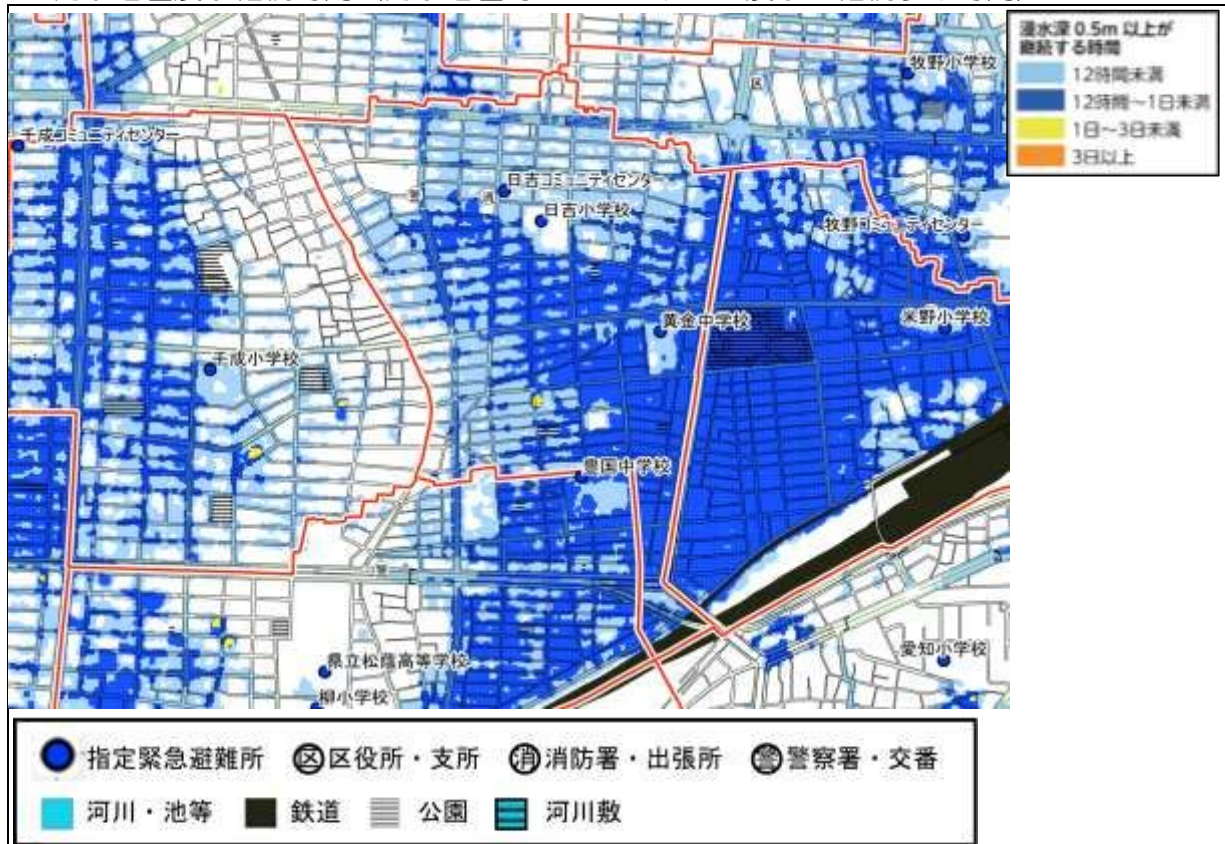 浸水深 0.5m 以上が
継続する時間
12時間未満
12時間～1日未満
1日～3日未満
3日以上
牧野小学校
区
千成コミュニティセンター
日吉コミュニティセンター
警
消
日吉小学校
牧野コミュニティセンター
黄金中学校
米野小学校
千成小学校
豊国中学校
警
愛知小学校
県立松蔭高等学校
柳小学校
指定緊急避難所
区 区役所・支所
消 消防署・出張所
警 警察署・交番
河川・池等
鉄道
公園
河川敷